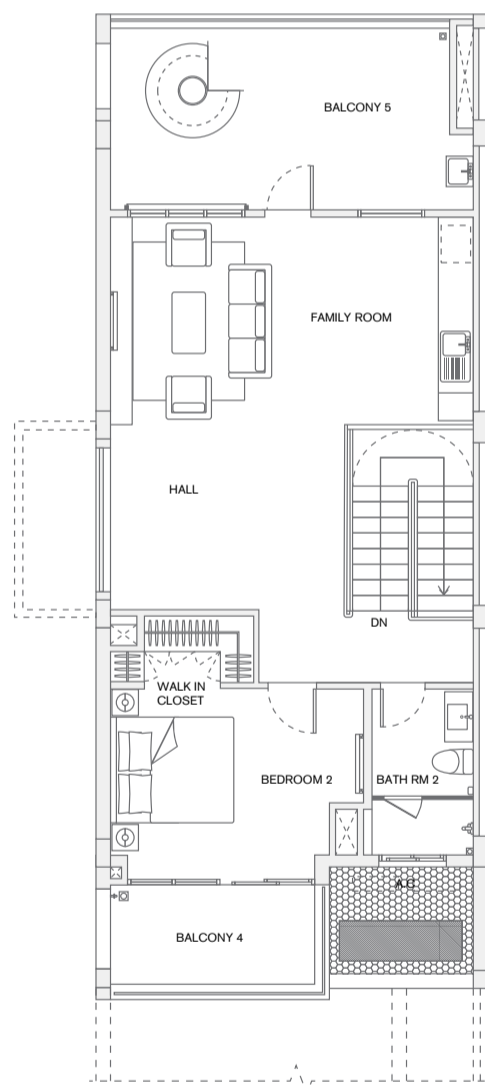 BALCONY 5
FAMILY ROOM
HALL
DN
WALK IN
CLOSET
BEDROOM 2
BATH RM 2
A.C
BALCONY 4